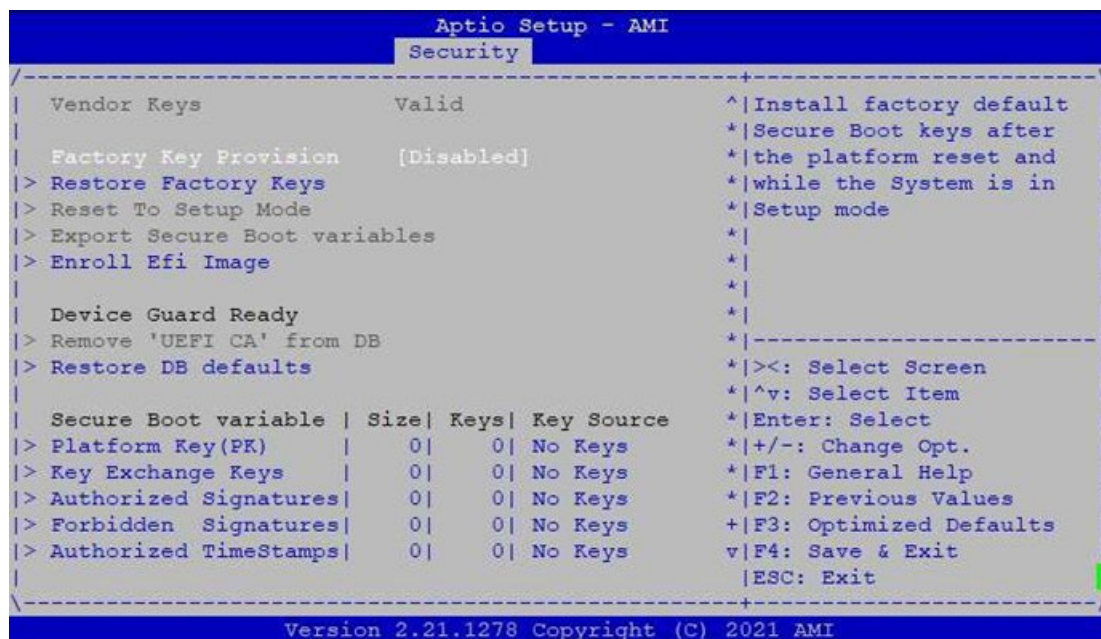 Aptio Setup - AMI
Security
/-------------------------------------------------------+--------------------------\
| Vendor Keys Valid ^|Install factory default
| *|Secure Boot keys after
| Factory Key Provision [Disabled] *|the platform reset and
|> Restore Factory Keys *|while the System is in
|> Reset To Setup Mode *|Setup mode
|> Export Secure Boot variables *|
|> Enroll Efi Image *|
| *|
| Device Guard Ready *|
|> Remove 'UEFI CA' from DB *|--------------------------
|> Restore DB defaults *|><: Select Screen
| *|^v: Select Item
| Secure Boot variable | Size| Keys| Key Source *|Enter: Select
|> Platform Key(PK) | 0| 0| No Keys *|+/-: Change Opt.
|> Key Exchange Keys | 0| 0| No Keys *|F1: General Help
|> Authorized Signatures| 0| 0| No Keys *|F2: Previous Values
|> Forbidden Signatures| 0| 0| No Keys +|F3: Optimized Defaults
|> Authorized TimeStamps| 0| 0| No Keys v|F4: Save & Exit
| |ESC: Exit
\-------------------------------------------------------+--------------------------/
Version 2.21.1278 Copyright (C) 2021 AMI